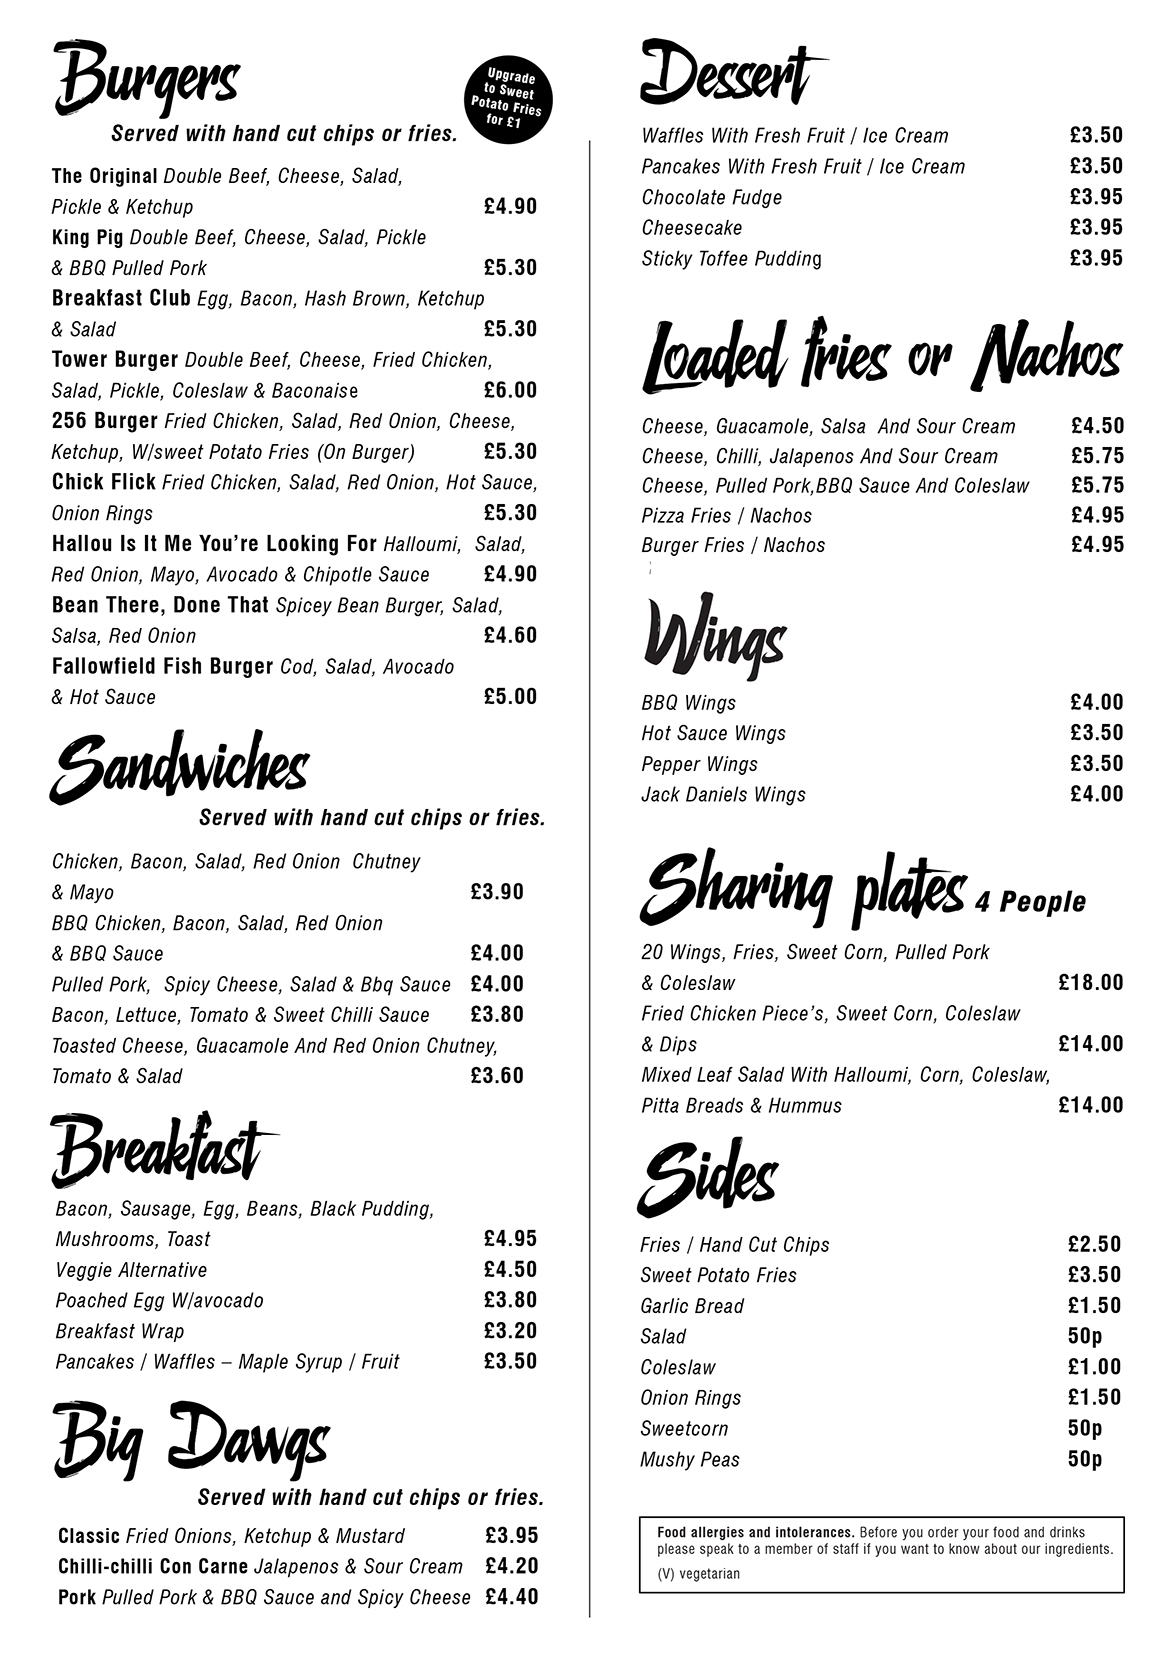 Burgers
Upgrade
to Sweet
Potato Fries
for £1
Served with hand cut chips or fries.
The Original Double Beef, Cheese, Salad,
Pickle & Ketchup £4.90
King Pig Double Beef, Cheese, Salad, Pickle
& BBQ Pulled Pork £5.30
Breakfast Club Egg, Bacon, Hash Brown, Ketchup
& Salad £5.30
Tower Burger Double Beef, Cheese, Fried Chicken,
Salad, Pickle, Coleslaw & Baconaise £6.00
256 Burger Fried Chicken, Salad, Red Onion, Cheese,
Ketchup, W/sweet Potato Fries (On Burger) £5.30
Chick Flick Fried Chicken, Salad, Red Onion, Hot Sauce,
Onion Rings £5.30
Hallou Is It Me You're Looking For Halloumi, Salad,
Red Onion, Mayo, Avocado & Chipotle Sauce £4.90
Bean There, Done That Spicey Bean Burger, Salad,
Salsa, Red Onion £4.60
Fallowfield Fish Burger Cod, Salad, Avocado
& Hot Sauce £5.00
Sandwiches
Served with hand cut chips or fries.
Chicken, Bacon, Salad, Red Onion Chutney
& Mayo £3.90
BBQ Chicken, Bacon, Salad, Red Onion
& BBQ Sauce £4.00
Pulled Pork, Spicy Cheese, Salad & Bbq Sauce £4.00
Bacon, Lettuce, Tomato & Sweet Chilli Sauce £3.80
Toasted Cheese, Guacamole And Red Onion Chutney,
Tomato & Salad £3.60
Breakfast
Bacon, Sausage, Egg, Beans, Black Pudding,
Mushrooms, Toast £4.95
Veggie Alternative £4.50
Poached Egg W/avocado £3.80
Breakfast Wrap £3.20
Pancakes / Waffles – Maple Syrup / Fruit £3.50
Big Dawgs
Served with hand cut chips or fries.
Classic Fried Onions, Ketchup & Mustard £3.95
Chilli-chilli Con Carne Jalapenos & Sour Cream £4.20
Pork Pulled Pork & BBQ Sauce and Spicy Cheese £4.40
Dessert
Waffles With Fresh Fruit / Ice Cream £3.50
Pancakes With Fresh Fruit / Ice Cream £3.50
Chocolate Fudge £3.95
Cheesecake £3.95
Sticky Toffee Pudding £3.95
Loaded fries or Nachos
Cheese, Guacamole, Salsa And Sour Cream £4.50
Cheese, Chilli, Jalapenos And Sour Cream £5.75
Cheese, Pulled Pork,BBQ Sauce And Coleslaw £5.75
Pizza Fries / Nachos £4.95
Burger Fries / Nachos £4.95
Wings
BBQ Wings £4.00
Hot Sauce Wings £3.50
Pepper Wings £3.50
Jack Daniels Wings £4.00
Sharing plates 4 People
20 Wings, Fries, Sweet Corn, Pulled Pork
& Coleslaw £18.00
Fried Chicken Piece's, Sweet Corn, Coleslaw
& Dips £14.00
Mixed Leaf Salad With Halloumi, Corn, Coleslaw,
Pitta Breads & Hummus £14.00
Sides
Fries / Hand Cut Chips £2.50
Sweet Potato Fries £3.50
Garlic Bread £1.50
Salad 50p
Coleslaw £1.00
Onion Rings £1.50
Sweetcorn 50p
Mushy Peas 50p
Food allergies and intolerances. Before you order your food and drinks
please speak to a member of staff if you want to know about our ingredients.
(V) vegetarian